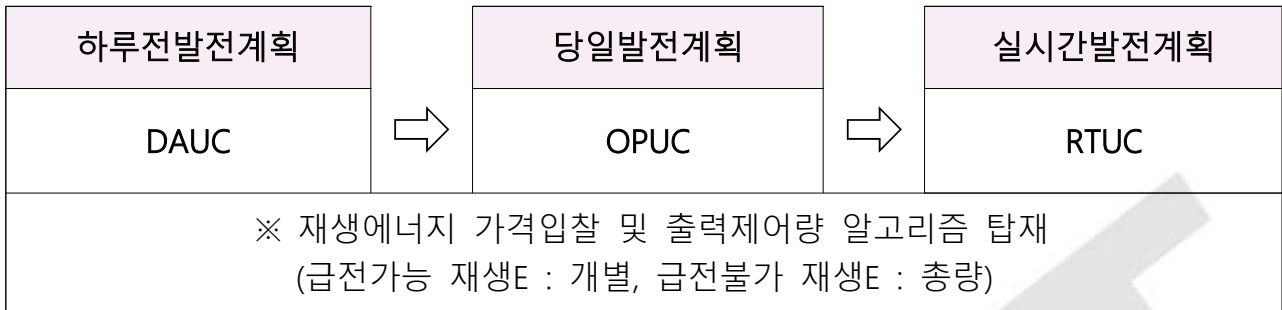 하루전발전계획 당일발전계획 실시간발전계획
DAUC OPUC RTUC
※ 재생에너지 가격입찰 및 출력제어량 알고리즘 탑재
(급전가능 재생E : 개별, 급전불가 재생E : 총량)